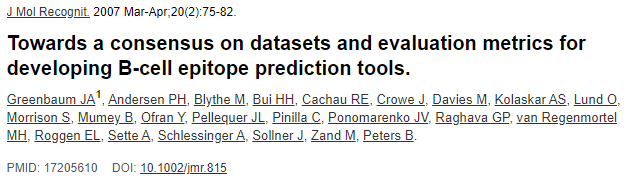 J Mol Recognit. 2007 Mar-Apr;20(2):75-82.
Towards a consensus on datasets and evaluation metrics for
developing B-cell epitope prediction tools.
Greenbaum JA1, Andersen PH, Blythe M, Bui HH, Cachau RE, Crowe J, Davies M, Kolaskar AS, Lund O,
Morrison S, Mumey B, Ofran Y, Pellequer JL, Pinilla C, Ponomarenko JV, Raghava GP, van Regenmortel
MH, Roggen EL, Sette A, Schlessinger A, Sollner J, Zand M, Peters B.
PMID: 17205610 DOI: 10.1002/jmr.815